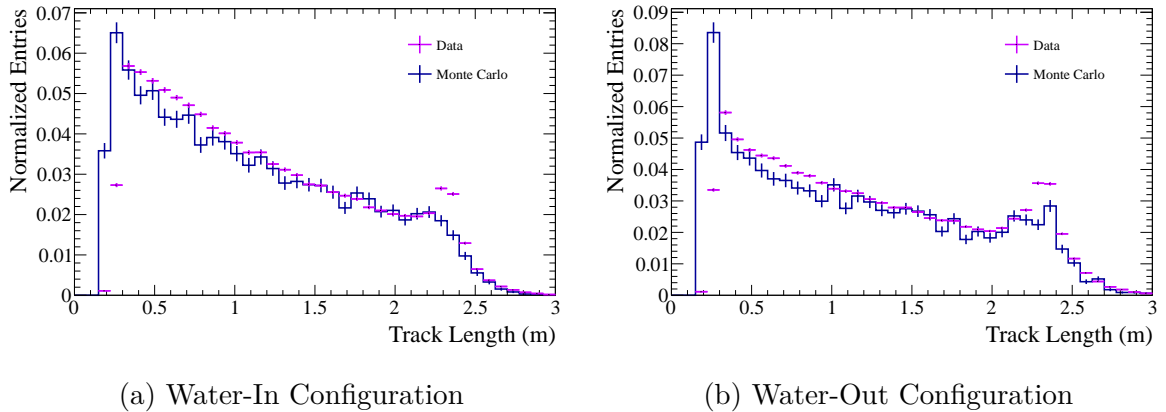 Normalized Entries
0.07
0.06
0.05
0.04
0.03
0.02
0.01
0
0 0.5 1 1.5 2 2.5 3
Track Length (m)
Data
Monte Carlo
(a) Water-In Configuration
Normalized Entries
0.09
0.08
0.07
0.06
0.05
0.04
0.03
0.02
0.01
0
0 0.5 1 1.5 2 2.5 3
Track Length (m)
Data
Monte Carlo
(b) Water-Out Configuration